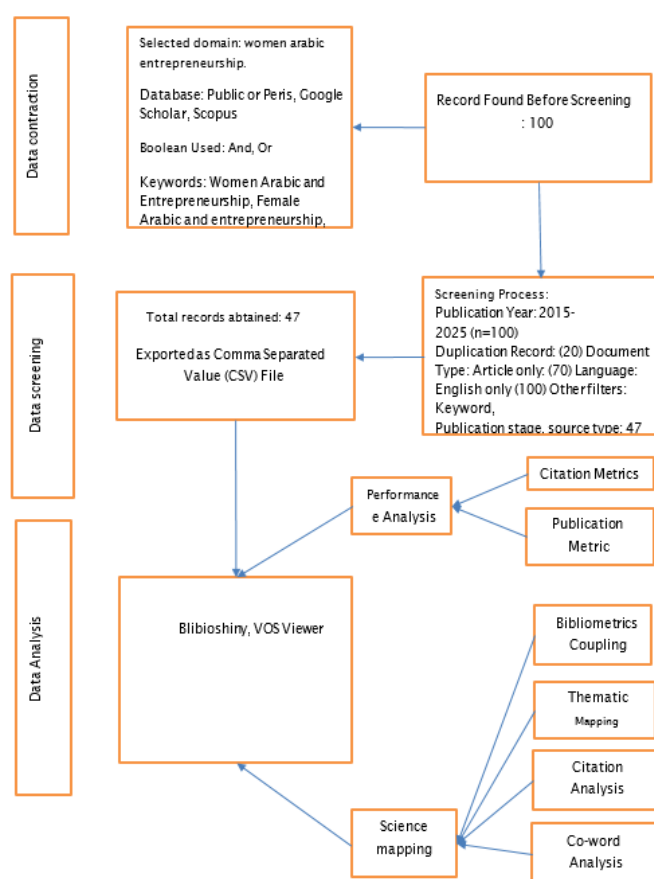 Data contraction
Selected domain: women arabic
entrepreneurship.
Database: Public or Peris, Google
Scholar, Scopus
Boolean Used: And, Or
Keywords: Women Arabic and
Entrepreneurship, Female
Arabic and entrepreneurship,
Record Found Before Screening
: 100
Data screening
Total records abtained: 47
Exported as Comma Separated
Value (CSV) File
Screening Process:
Publication Year: 2015-
2025 (n=100)
Duplication Record: (20) Document
Type: Article only: (70) Language:
English only (100) Other filters:
Keyword,
Publication stage, source type: 47
Data Analysis
Performanc
e Analysis
Citation Metrics
Publication
Metric
Blibioshiny, VOS Viewer
Bibliometrics
Coupling
Thematic
Mapping
Citation
Analysis
Science
mapping
Co-word
Analysis